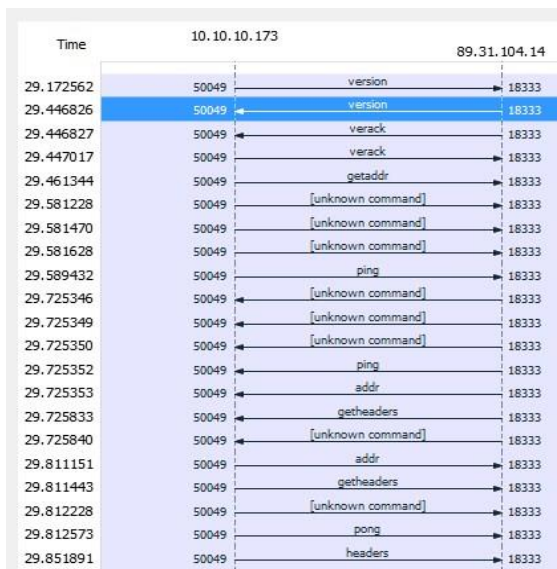 Time 10.10.10.173 89.31.104.14
29.172562 50049 version 18333
29.446826 50049 version 18333
29.446827 50049 verack 18333
29.447017 50049 verack 18333
29.461344 50049 getaddr 18333
29.581228 50049 [unknown command] 18333
29.581470 50049 [unknown command] 18333
29.581628 50049 [unknown command] 18333
29.589432 50049 ping 18333
29.725346 50049 [unknown command] 18333
29.725349 50049 [unknown command] 18333
29.725350 50049 [unknown command] 18333
29.725352 50049 ping 18333
29.725353 50049 addr 18333
29.725833 50049 getheaders 18333
29.725840 50049 [unknown command] 18333
29.811151 50049 addr 18333
29.811443 50049 getheaders 18333
29.812228 50049 [unknown command] 18333
29.812573 50049 pong 18333
29.851891 50049 headers 18333